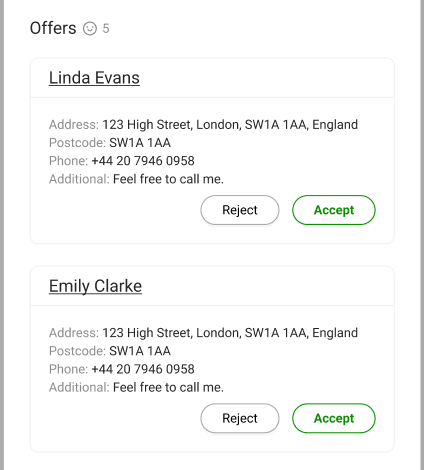 Offers 5
Linda Evans
Address: 123 High Street, London, SW1A 1AA, England
Postcode: SW1A 1AA
Phone: +44 20 7946 0958
Additional: Feel free to call me.
Reject Accept
Emily Clarke
Address: 123 High Street, London, SW1A 1AA, England
Postcode: SW1A 1AA
Phone: +44 20 7946 0958
Additional: Feel free to call me.
Reject Accept